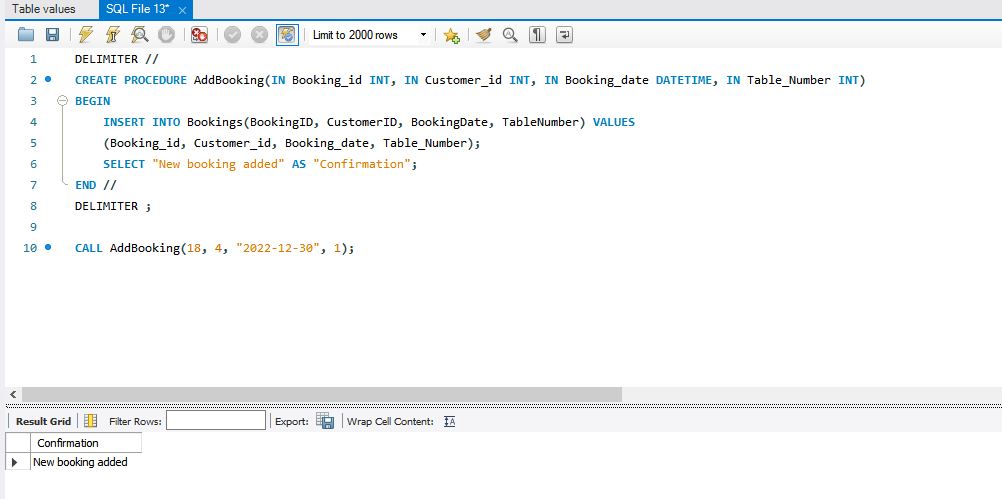 Table values SQL File 13*
Limit to 2000 rows
1 DELIMITER //
2 CREATE PROCEDURE AddBooking(IN Booking_id INT, IN Customer_id INT, IN Booking_date DATETIME, IN Table_Number INT)
3 BEGIN
4 INSERT INTO Bookings(BookingID, CustomerID, BookingDate, TableNumber) VALUES
5 (Booking_id, Customer_id, Booking_date, Table_Number);
6 SELECT "New booking added" AS "Confirmation";
7 END //
8 DELIMITER ;
9
10 CALL AddBooking(18, 4, "2022-12-30", 1);
Result Grid Filter Rows: Export: Wrap Cell Content:
Confirmation
New booking added